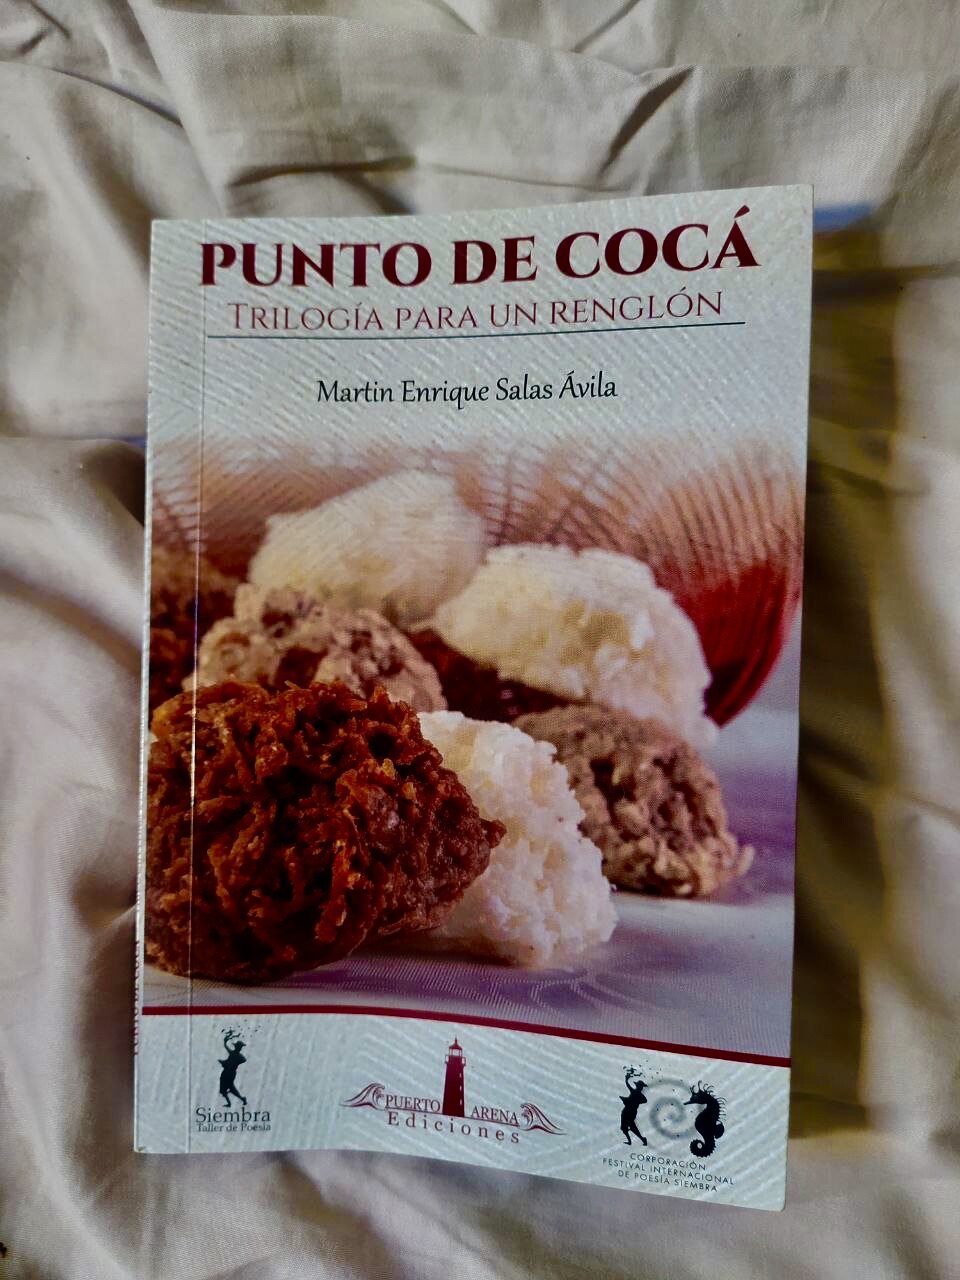 PUNTO DE COCÁ
TRILOGÍA PARA UN RENGLÓN
Martin Enrique Salas Ávila
Siembra
Taller de Poesía
PUERTO ARENA
Ediciones
CORPORACIÓN
FESTIVAL INTERNACIONAL
DE POESÍA SIEMBRA